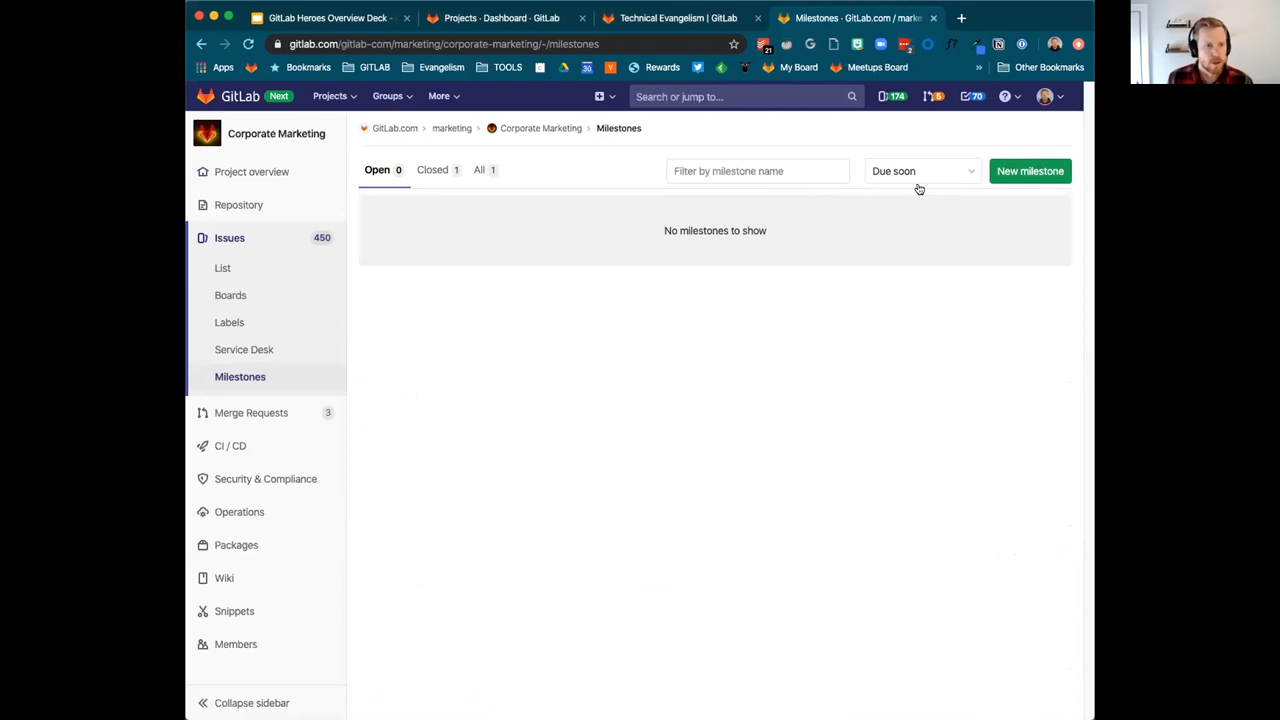 GitLab Heroes Overview Deck -
Projects · Dashboard · GitLab
Technical Evangelism | GitLab
Milestones · GitLab.com / marke
gitlab.com/gitlab-com/marketing/corporate-marketing/-/milestones
21
2
Apps
Bookmarks
GITLAB
Evangelism
TOOLS
Rewards
My Board
Meetups Board
»
Other Bookmarks
GitLab
Next
Projects
Groups
More
Search or jump to...
174
5
70
Corporate Marketing
Project overview
Repository
Issues 450
List
Boards
Labels
Service Desk
Milestones
Merge Requests 3
CI / CD
Security & Compliance
Operations
Packages
Wiki
Snippets
Members
Collapse sidebar
GitLab.com › marketing › Corporate Marketing › Milestones
Open 0 Closed 1 All 1
Filter by milestone name
Due soon
New milestone
No milestones to show